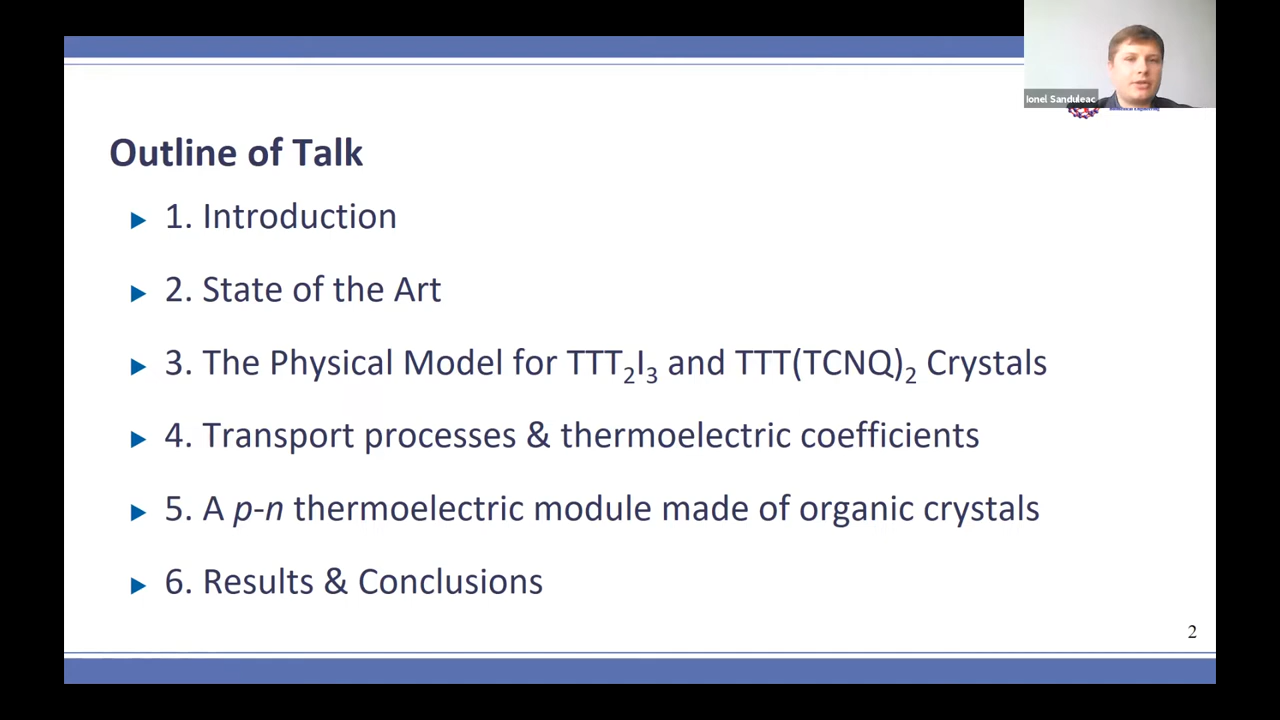 Ionel Sanduleac
Outline of Talk
1. Introduction
2. State of the Art
3. The Physical Model for TTT₂I₃ and TTT(TCNQ)₂ Crystals
4. Transport processes & thermoelectric coefficients
5. A p-n thermoelectric module made of organic crystals
6. Results & Conclusions
2